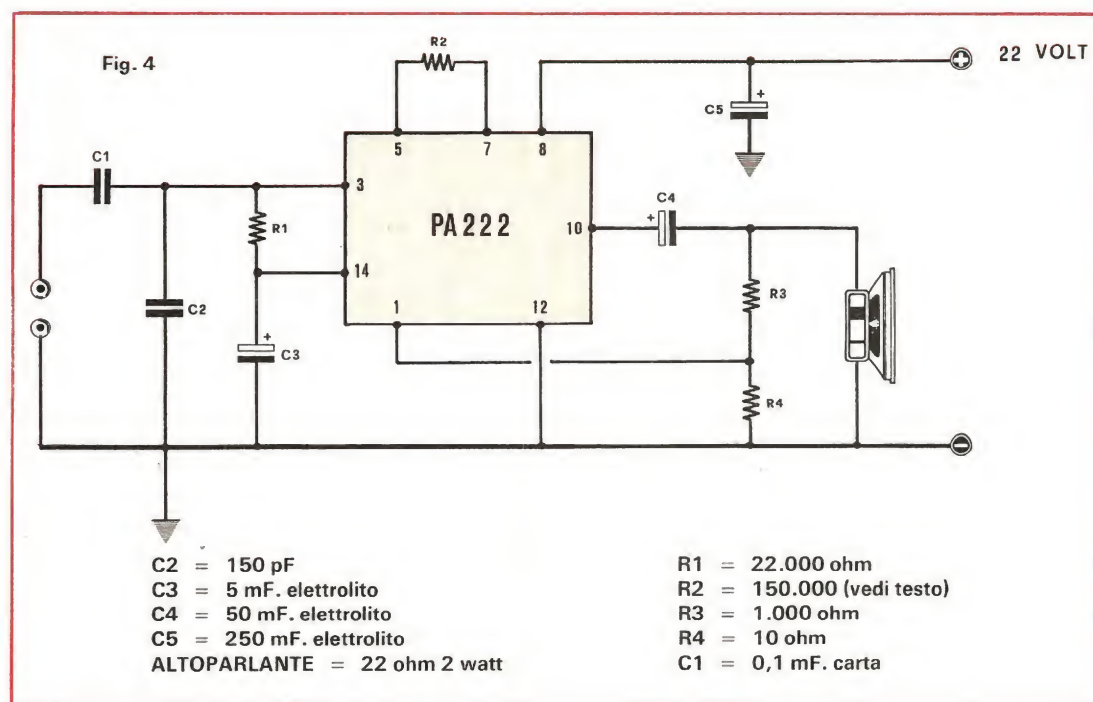 Fig. 4
22 VOLT
R2
C5
+
5
7
8
C1
3
C4
+
R1
PA222
10
14
R3
C2
1
12
+
C3
R4
C2 = 150 pF
C3 = 5 mF. elettrolito
C4 = 50 mF. elettrolito
C5 = 250 mF. elettrolito
ALTOPARLANTE = 22 ohm 2 watt
R1 = 22.000 ohm
R2 = 150.000 (vedi testo)
R3 = 1.000 ohm
R4 = 10 ohm
C1 = 0,1 mF. carta